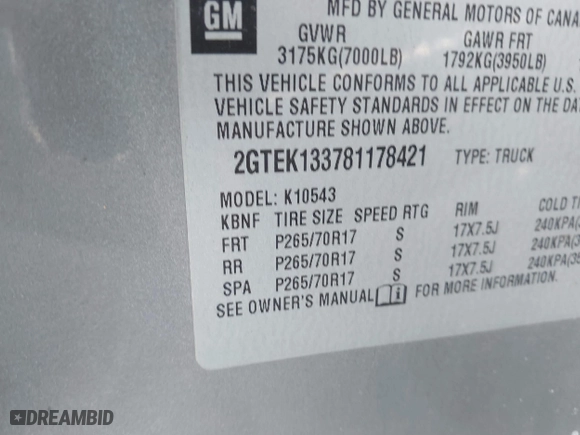 GM
MFD BY GENERAL MOTORS OF CANA
GVWR GAWR FRT
3175KG(7000LB) 1792KG(3950LB)
THIS VEHICLE CONFORMS TO ALL APPLICABLE U.S.
VEHICLE SAFETY STANDARDS IN EFFECT ON THE DA
MANUFACTURE SHOWN ABOVE.
2GTEK133781178421 TYPE: TRUCK
MODEL: K10543
KBNF TIRE SIZE SPEED RTG RIM COLD TI
FRT P265/70R17 S 17X7.5J 240KPA(
RR P265/70R17 S 17X7.5J 240KPA(3
SPA P265/70R17 S 17X7.5J 240KPA(35
SEE OWNER'S MANUAL i FOR MORE INFORMATION.
DREAMBID